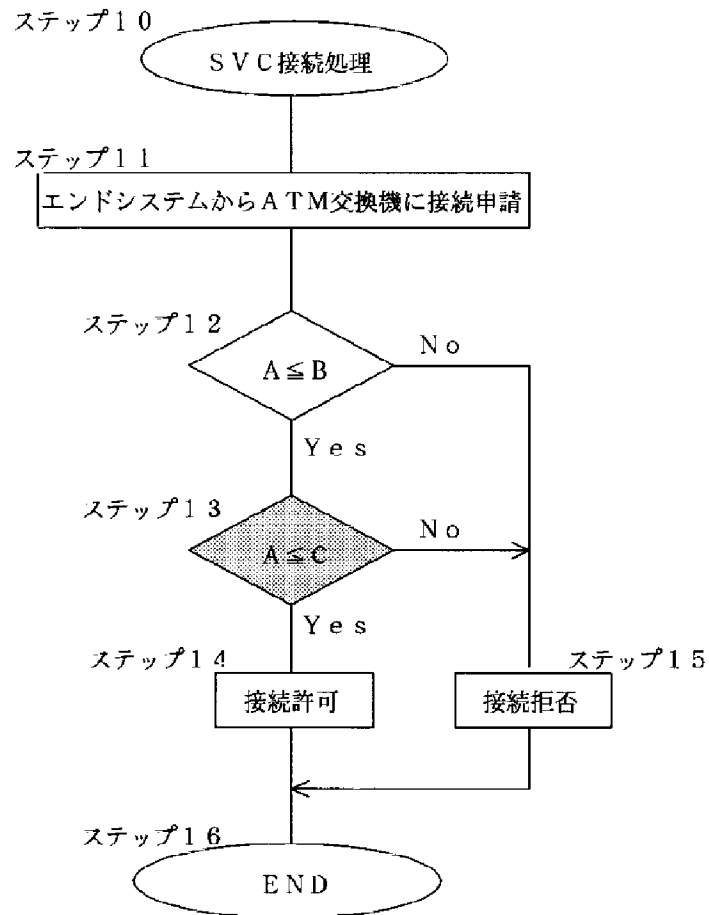 ステップ１０
ＳＶＣ接続処理
ステップ１１
エンドシステムからＡＴＭ交換機に接続申請
ステップ１２
Ａ≦Ｂ
Ｎｏ
Ｙｅｓ
ステップ１３
Ａ≦Ｃ
Ｎｏ
Ｙｅｓ
ステップ１４
接続許可
ステップ１５
接続拒否
ステップ１６
ＥＮＤ